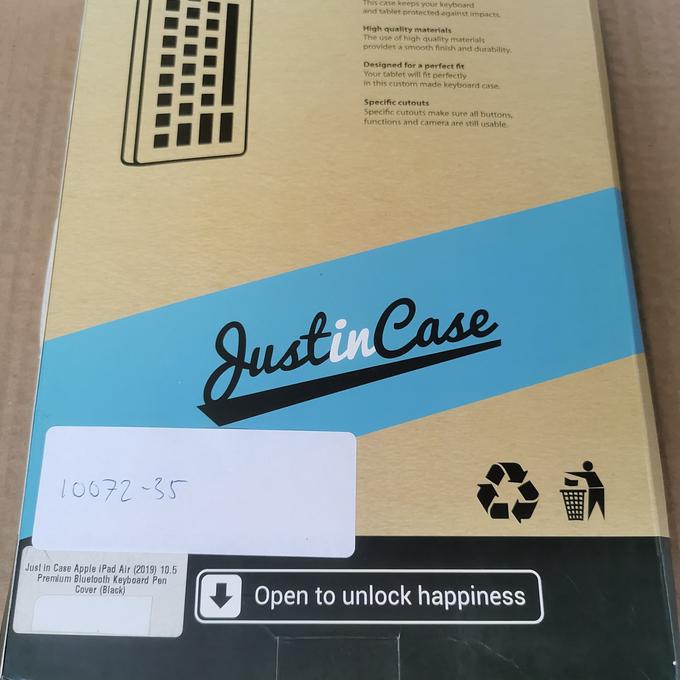 This case keeps your keyboard
and tablet protected against impacts.
High quality materials
The use of high quality materials
provides a smooth finish and durability.
Designed for a perfect fit
Your tablet will fit perfectly
in this custom made keyboard case.
Specific cutouts
Specific cutouts make sure all buttons,
functions and camera are still usable.
JustinCase
10072-35
Just in Case Apple iPad Air (2019) 10.5
Premium Bluetooth Keyboard Pen
Cover (Black)
Open to unlock happiness